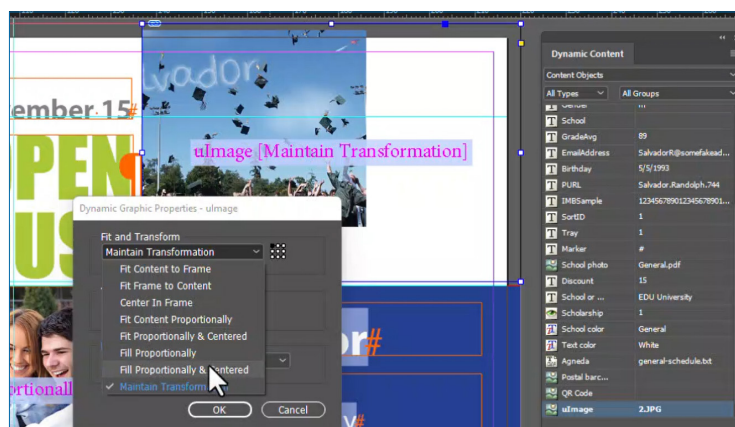 Salvador
ember·15#
OPEN
US
uImage [Maintain Transformation]
Dynamic Graphic Properties - uImage
Fit and Transform
Maintain Transformation
Fit Content to Frame
Fit Frame to Content
Center In Frame
Fit Content Proportionally
Fit Proportionally & Centered
Fill Proportionally
Fill Proportionally & Centered
Maintain
OK
Cancel
or#
y#
Dynamic Content
Content Objects
All Types
All Groups
Gender
m
School
GradeAvg
89
EmailAddress
SalvadorR@somefakead...
Birthday
5/5/1993
PURL
Salvador.Randolph.744
IMBSample
123456789012345678901...
SortID
1
Tray
1
Marker
#
School photo
General.pdf
Discount
15
School or ...
EDU University
Scholarship
1
School color
General
Text color
White
Agneda
general-schedule.txt
Postal barc...
QR Code
uImage
2.JPG